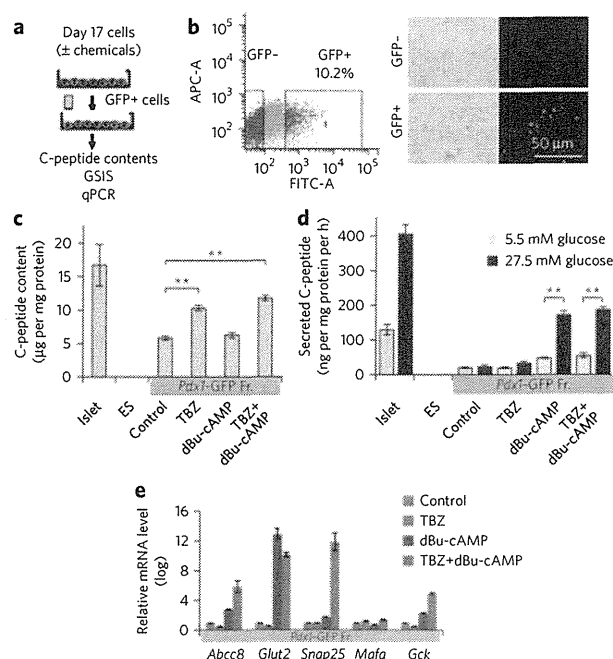 a
Day 17 cells
(± chemicals)
GFP+ cells
C-peptide contents
GSIS
qPCR
b
APC-A
10⁵
10⁴
10³
10²
GFP-
GFP+
10.2%
10² 10³ 10⁴ 10⁵
FITC-A
GFP-
GFP+
50 µm
c
C-peptide content
(µg per mg protein)
20
15
10
5
0
**
**
Pdx1-GFP Fr.
Islet
ES
Control
TBZ
dBu-cAMP
TBZ+
dBu-cAMP
d
Secreted C-peptide
(ng per mg protein per h)
400
300
200
100
0
5.5 mM glucose
27.5 mM glucose
**
**
Pdx1-GFP Fr.
Islet
ES
Control
TBZ
dBu-cAMP
TBZ+
dBu-cAMP
e
Relative mRNA level
(log)
16
12
8
4
0
Control
TBZ
dBu-cAMP
TBZ+dBu-cAMP
Pdx1-GFP Fr.
Abcc8 Glut2 Snap25 Mafa Gck